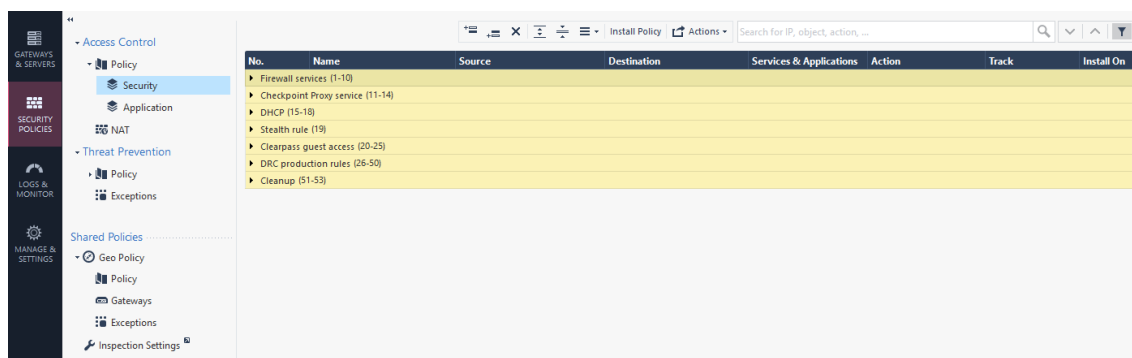 GATEWAYS
& SERVERS
SECURITY
POLICIES
LOGS &
MONITOR
MANAGE &
SETTINGS
Access Control
Policy
Security
Application
NAT
Threat Prevention
Policy
Exceptions
Shared Policies
Geo Policy
Policy
Gateways
Exceptions
Inspection Settings
Install Policy Actions Search for IP, object, action, ...
No. Name Source Destination Services & Applications Action Track Install On
Firewall services (1-10)
Checkpoint Proxy service (11-14)
DHCP (15-18)
Stealth rule (19)
Clearpass guest access (20-25)
DRC production rules (26-50)
Cleanup (51-53)